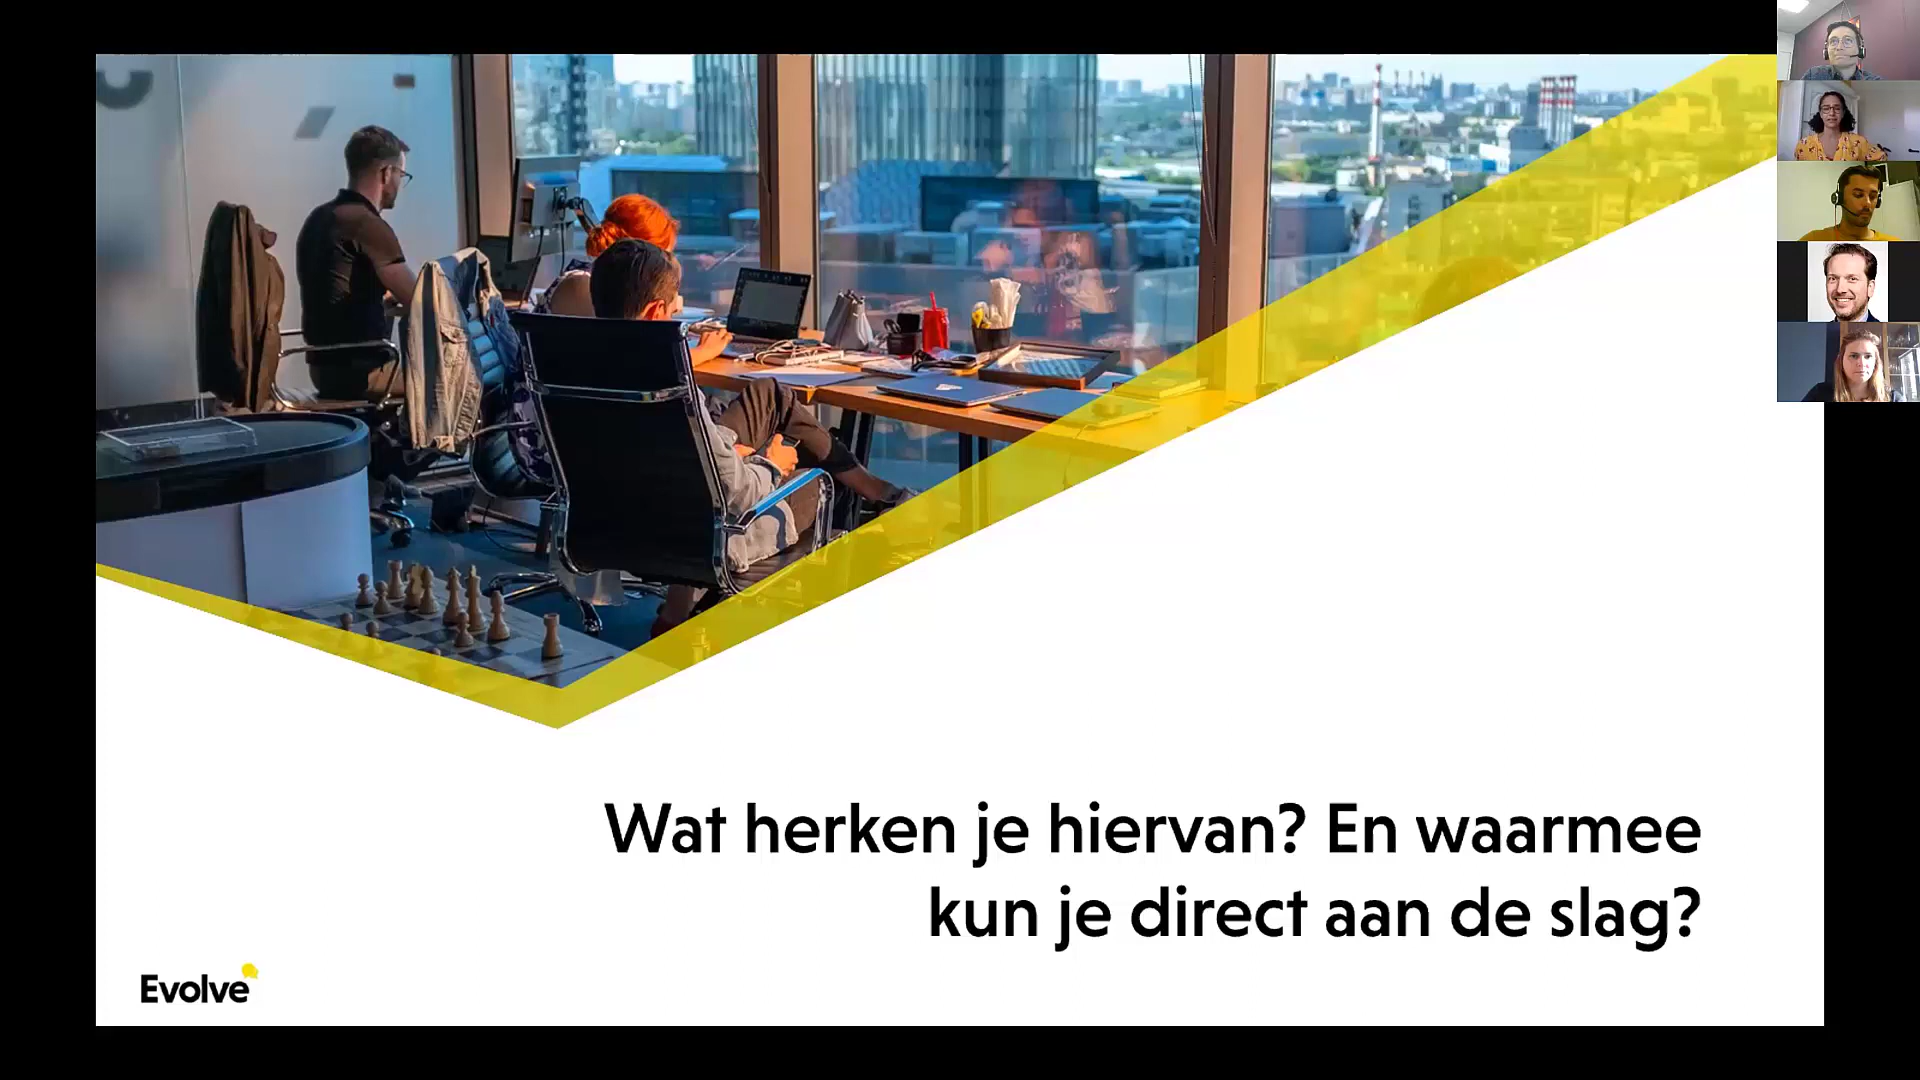 Wat herken je hiervan? En waarmee
kun je direct aan de slag?
Evolve